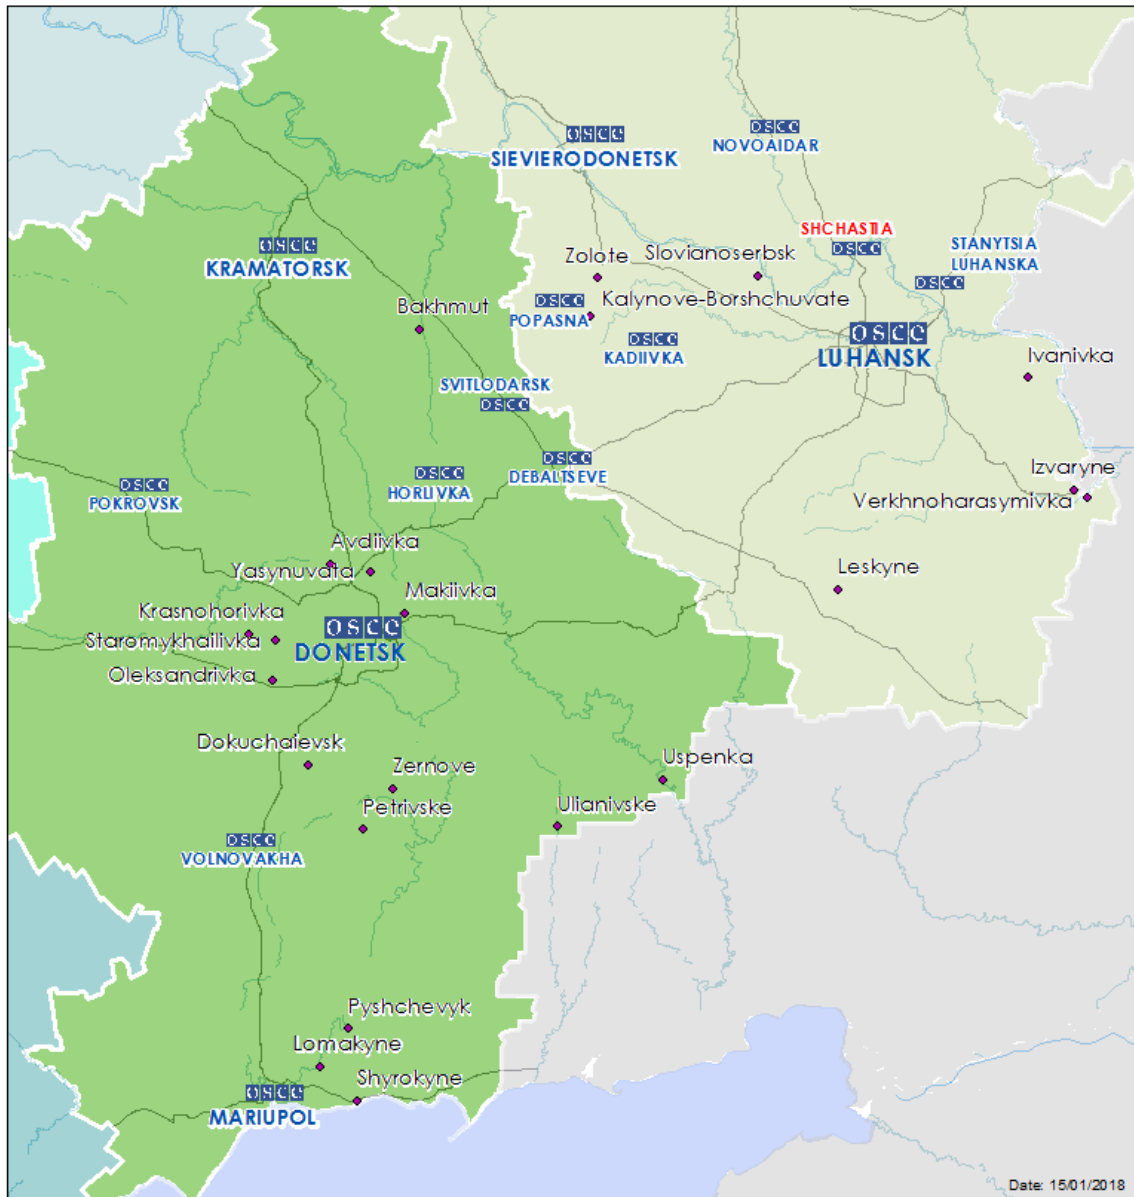 OSCE
SIEVIERODONETSK
OSCE
NOVOAIDAR
SHCHASTIA
OSCE
STANYTSIA
LUHANSKA
OSCE
OSCE
KRAMATORSK
Zolote
Slovianoserbsk
Bakhmut
OSCE
POPASNA
Kalynove-Borshchuvate
OSCE
KADIIVKA
OSCE
LUHANSK
Ivanivka
SVITLODARSK
OSCE
OSCE
DEBALTSEVE
OSCE
HORLIVKA
OSCE
POKROVSK
Izvaryne
Verkhnoharasymivka
Avdiivka
Yasynuvata
Makiivka
Leskyne
Krasnohorivka
Staromykhailivka
OSCE
DONETSK
Oleksandrivka
Dokuchaievsk
Zernove
Uspenka
Petrivske
Ulianivske
OSCE
VOLNOVAKHA
Pyshchevyk
Lomakyne
Shyrokyne
OSCE
MARIUPOL
Date: 15/01/2018